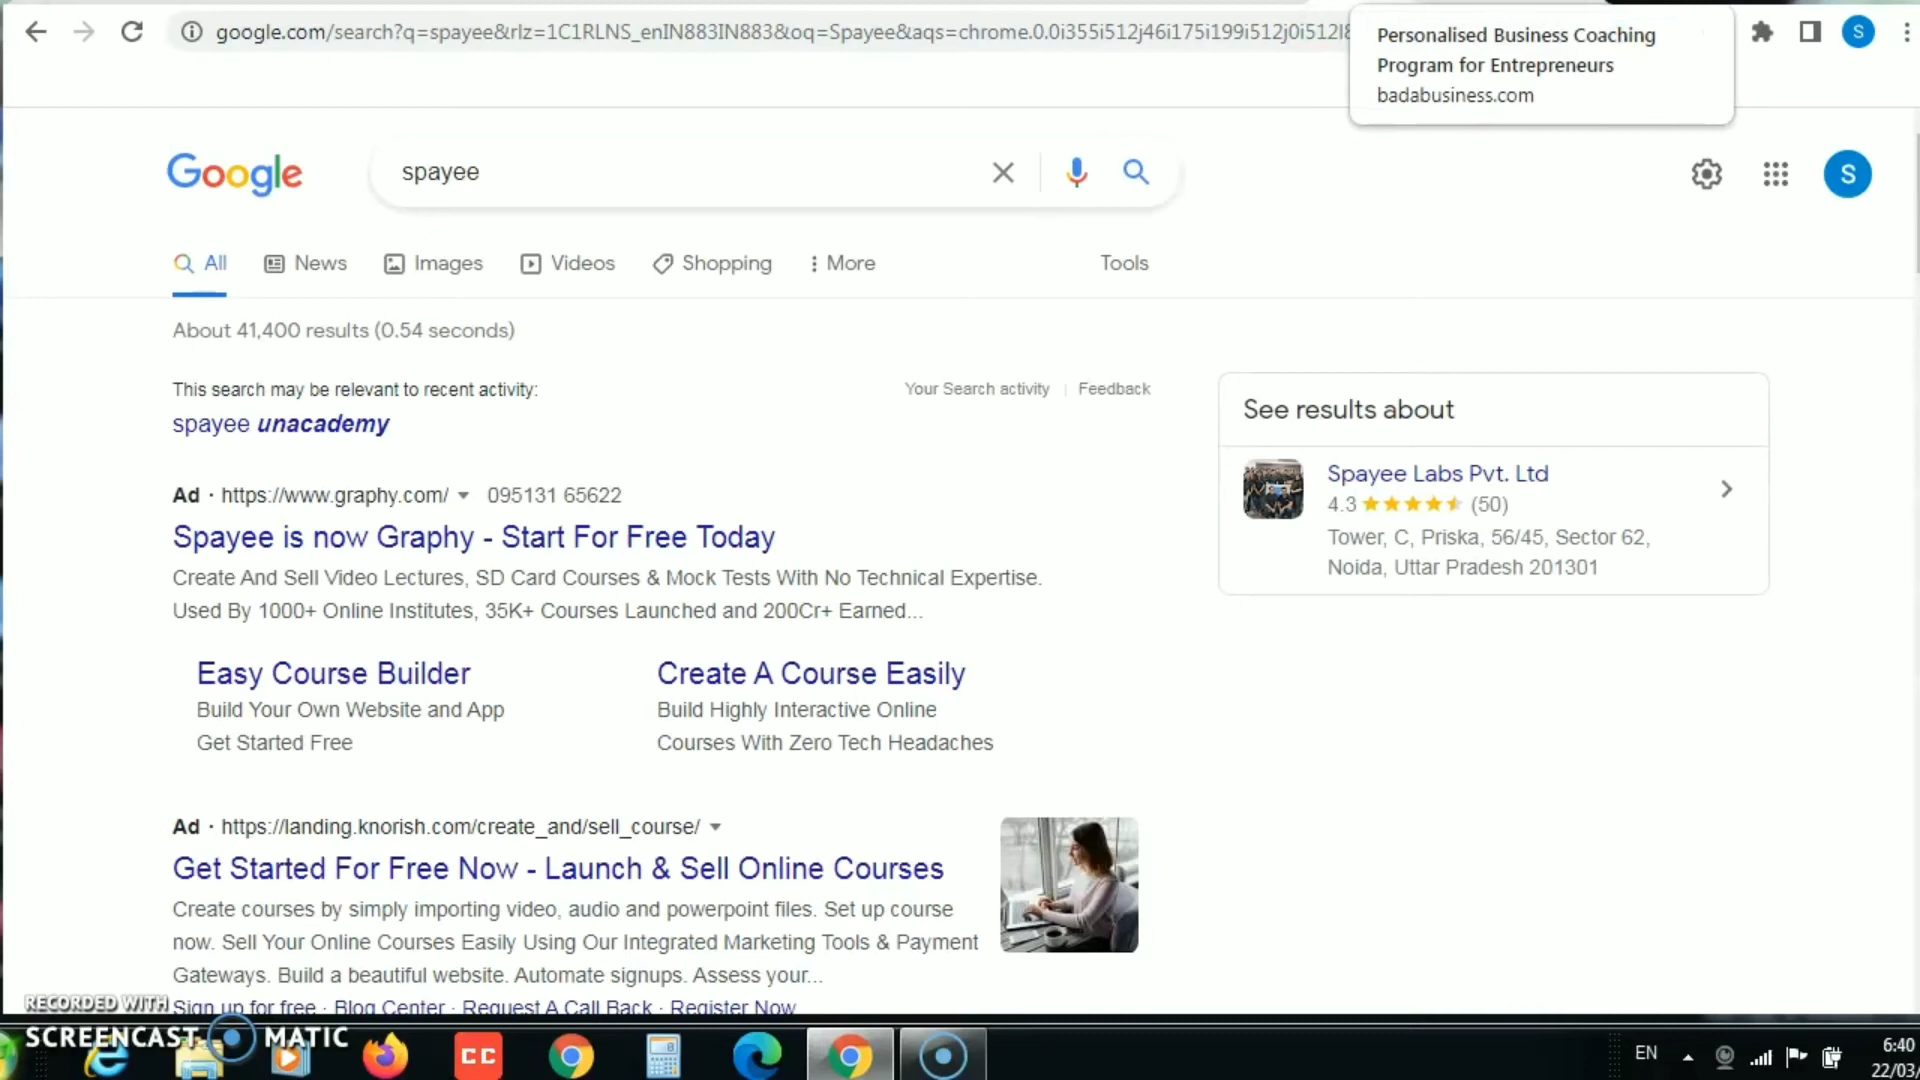 google.com/search?q=spayee&rlz=1C1RLNS_enIN883IN883&oq=Spayee&aqs=chrome.0.0i355i512j46i175i199i512j0i512l8
Personalised Business Coaching
Program for Entrepreneurs
badabusiness.com
S
Google
spayee
S
All
News
Images
Videos
Shopping
More
Tools
About 41,400 results (0.54 seconds)
This search may be relevant to recent activity:
Your Search activity
Feedback
spayee unacademy
See results about
Spayee Labs Pvt. Ltd
4.3 (50)
Tower, C, Priska, 56/45, Sector 62,
Noida, Uttar Pradesh 201301
Ad · https://www.graphy.com/ 095131 65622
Spayee is now Graphy - Start For Free Today
Create And Sell Video Lectures, SD Card Courses & Mock Tests With No Technical Expertise.
Used By 1000+ Online Institutes, 35K+ Courses Launched and 200Cr+ Earned...
Easy Course Builder
Build Your Own Website and App
Get Started Free
Create A Course Easily
Build Highly Interactive Online
Courses With Zero Tech Headaches
Ad · https://landing.knorish.com/create_and/sell_course/
Get Started For Free Now - Launch & Sell Online Courses
Create courses by simply importing video, audio and powerpoint files. Set up course
now. Sell Your Online Courses Easily Using Our Integrated Marketing Tools & Payment
Gateways. Build a beautiful website. Automate signups. Assess your...
Sign up for free · Blog Center · Request A Call Back · Register Now
RECORDED WITH
SCREENCAST MATIC
CC
EN
6:40
22/03/